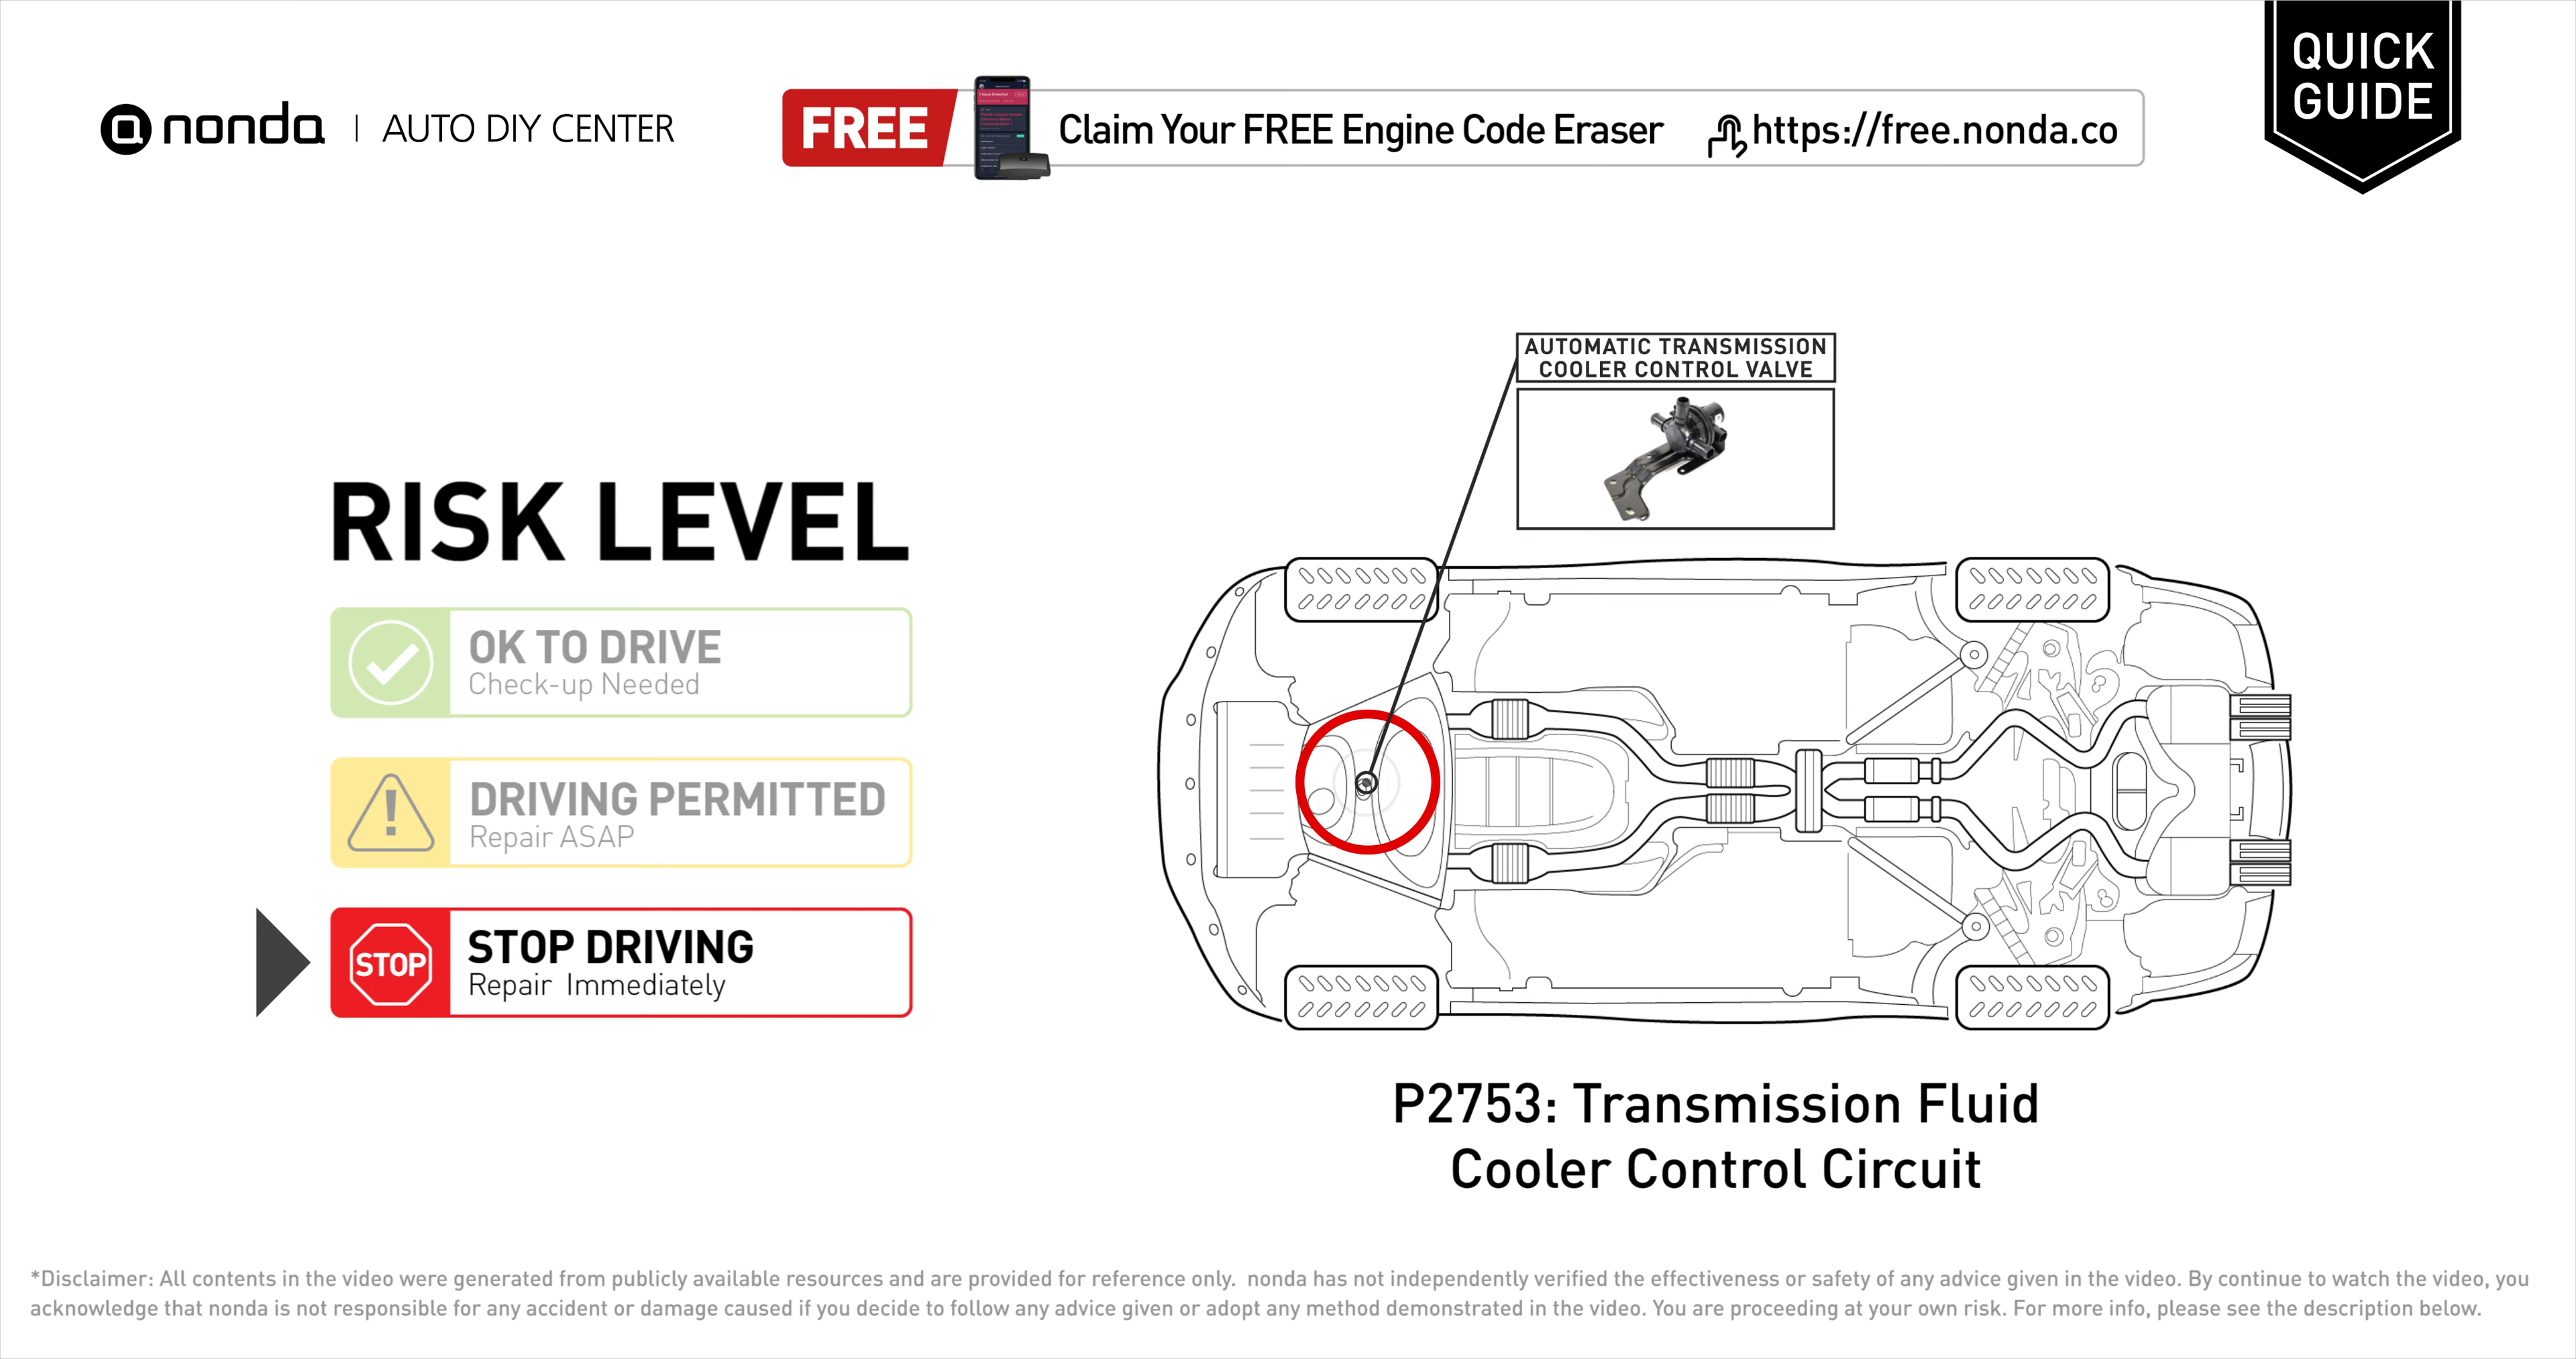 nonda | AUTO DIY CENTER
FREE
Claim Your FREE Engine Code Eraser
https://free.nonda.co
QUICK
GUIDE
RISK LEVEL
OK TO DRIVE
Check-up Needed
DRIVING PERMITTED
Repair ASAP
STOP
STOP DRIVING
Repair Immediately
AUTOMATIC TRANSMISSION
COOLER CONTROL VALVE
P2753: Transmission Fluid
Cooler Control Circuit
*Disclaimer: All contents in the video were generated from publicly available resources and are provided for reference only. nonda has not independently verified the effectiveness or safety of any advice given in the video. By continue to watch the video, you
acknowledge that nonda is not responsible for any accident or damage caused if you decide to follow any advice given or adopt any method demonstrated in the video. You are proceeding at your own risk. For more info, please see the description below.